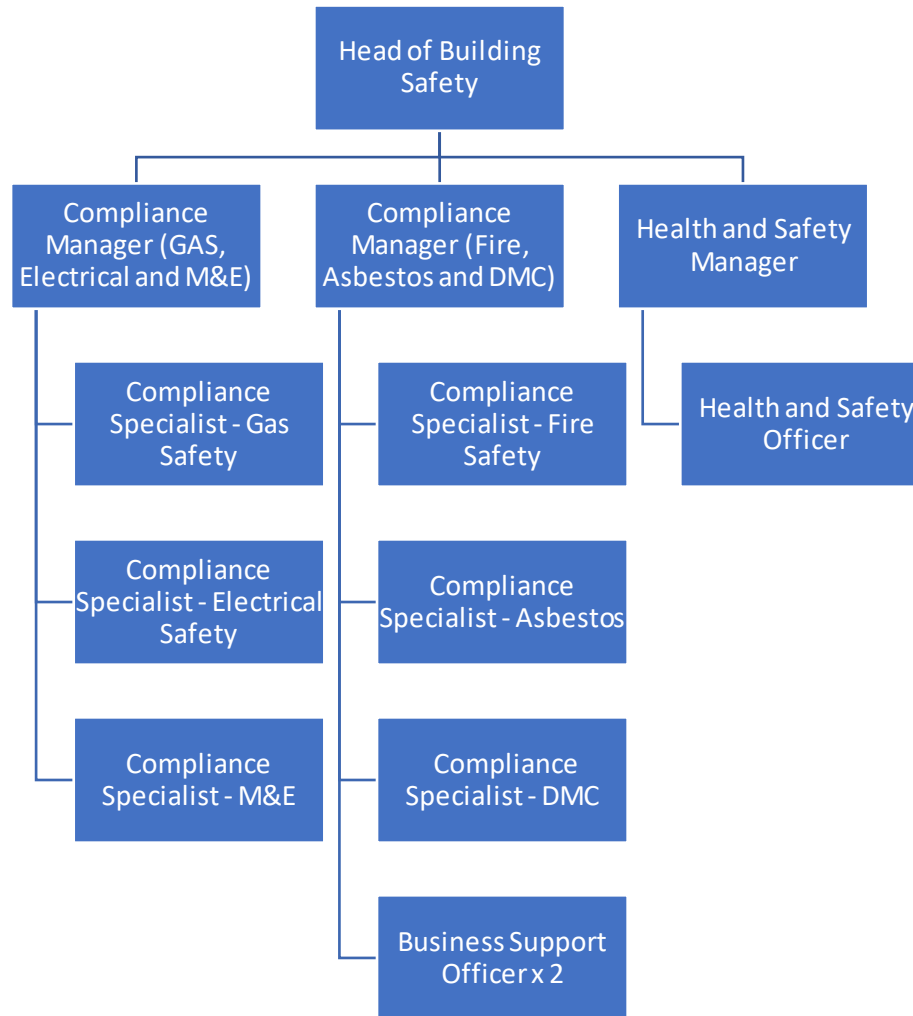 Head of Building
Safety
Compliance
Manager (GAS,
Electrical and M&E)
Compliance
Manager (Fire,
Asbestos and DMC)
Health and Safety
Manager
Compliance
Specialist - Gas
Safety
Compliance
Specialist - Fire
Safety
Health and Safety
Officer
Compliance
Specialist - Electrical
Safety
Compliance
Specialist - Asbestos
Compliance
Specialist - M&E
Compliance
Specialist - DMC
Business Support
Officer x 2